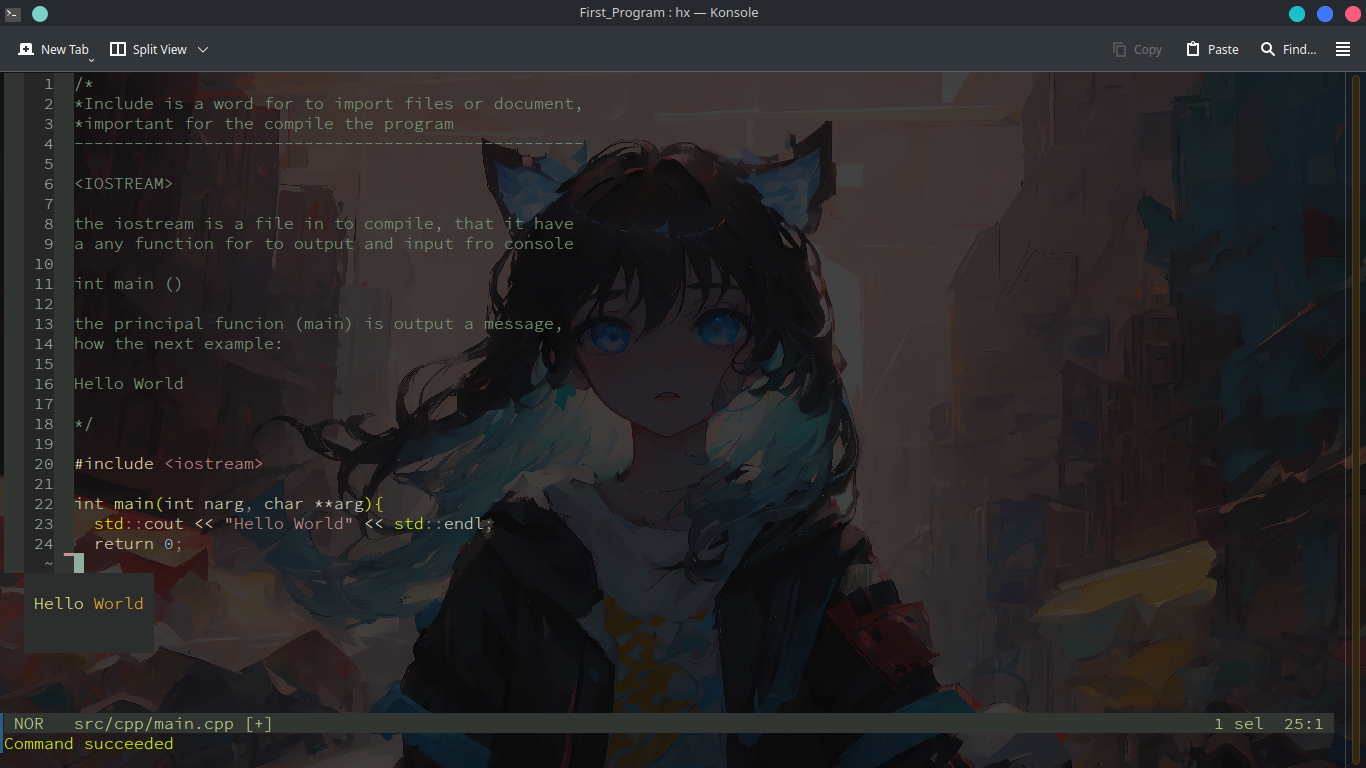 First_Program : hx — Konsole
New Tab Split View Copy Paste Find...
1 /*
2 *Include is a word for to import files or document,
3 *important for the compile the program
4 ---------------------------------------------------
5
6 <IOSTREAM>
7
8 the iostream is a file in to compile, that it have
9 a any function for to output and input fro console
10
11 int main ()
12
13 the principal funcion (main) is output a message,
14 how the next example:
15
16 Hello World
17
18 */
19
20 #include <iostream>
21
22 int main(int narg, char **arg){
23 std::cout << "Hello World" << std::endl;
24 return 0;
~
Hello World
NOR src/cpp/main.cpp [+] 1 sel 25:1
Command succeeded